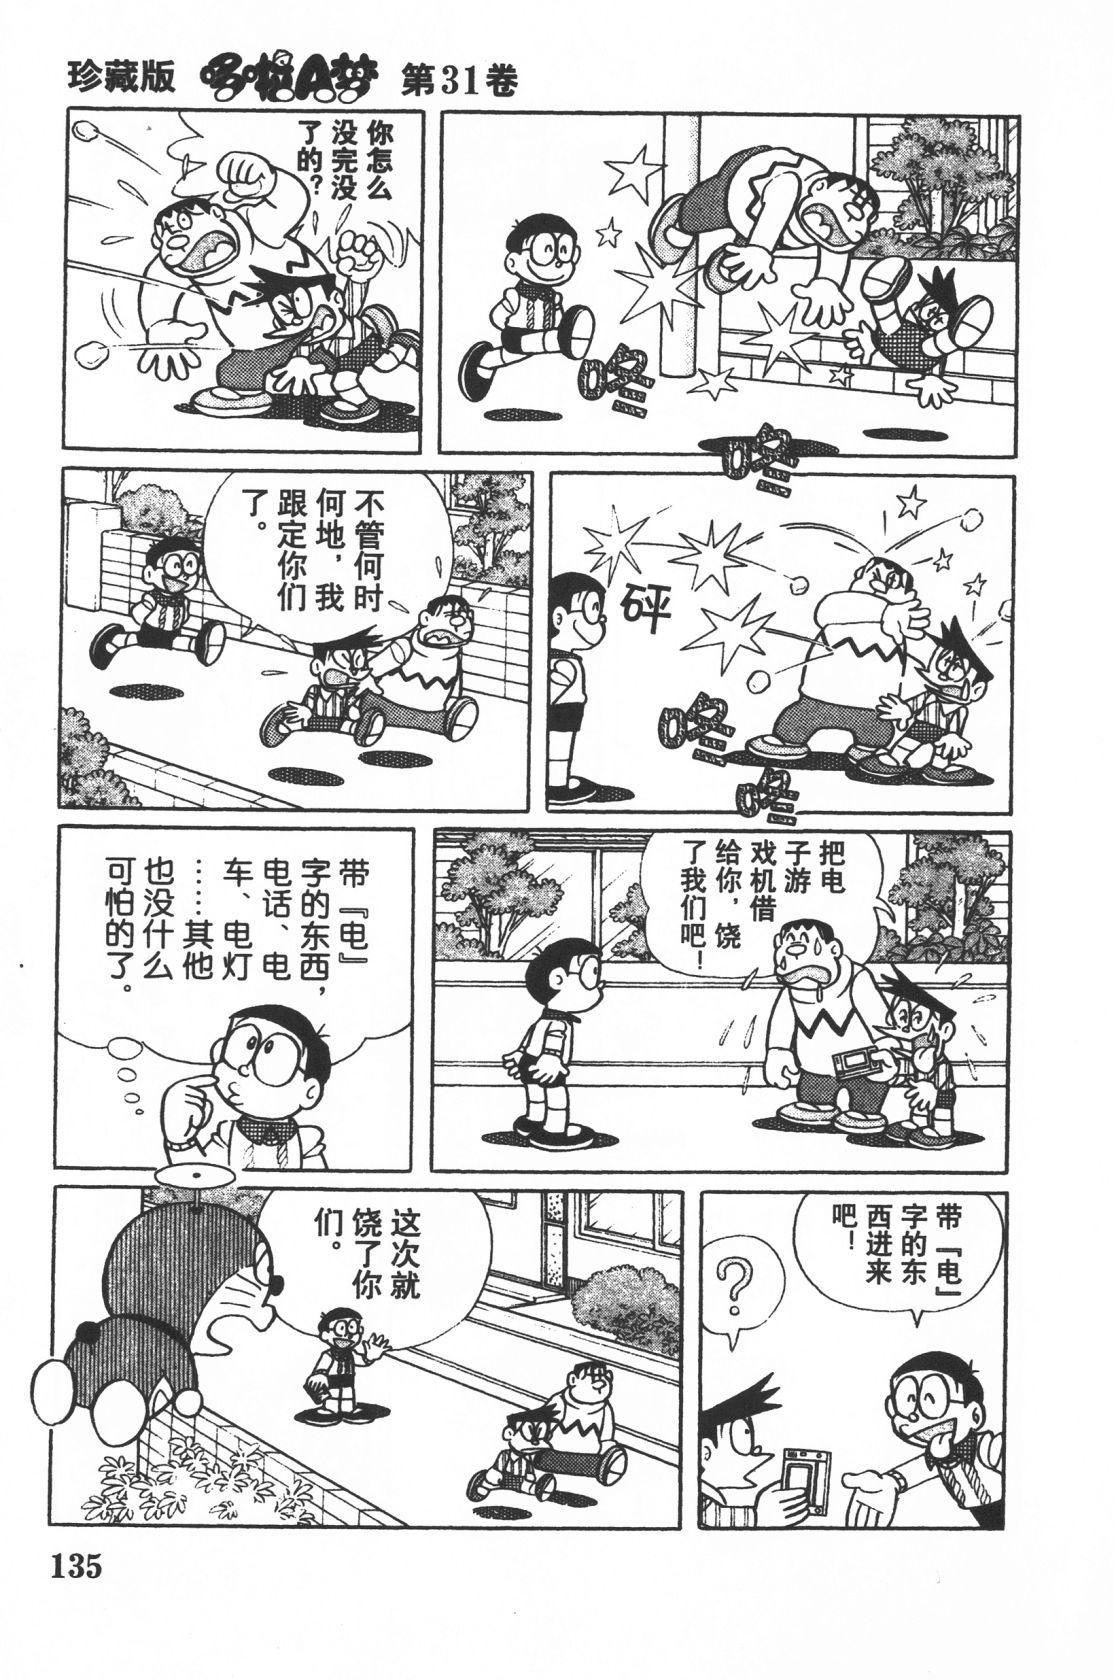 珍藏版 哆啦A梦 第31卷
咚
咚
你怎么
没完没
了的?
砰
咚
咚
不管何时
何地,我
跟定你们
了。
把电
子游
戏机借
给你,饶
了我们吧!
带『电』
字的东西,
电话、电
车、电灯
……其他
也没什么
可怕的了。
带『电』
字的东
西进来
吧!
?
这次就
饶了你
们。
135